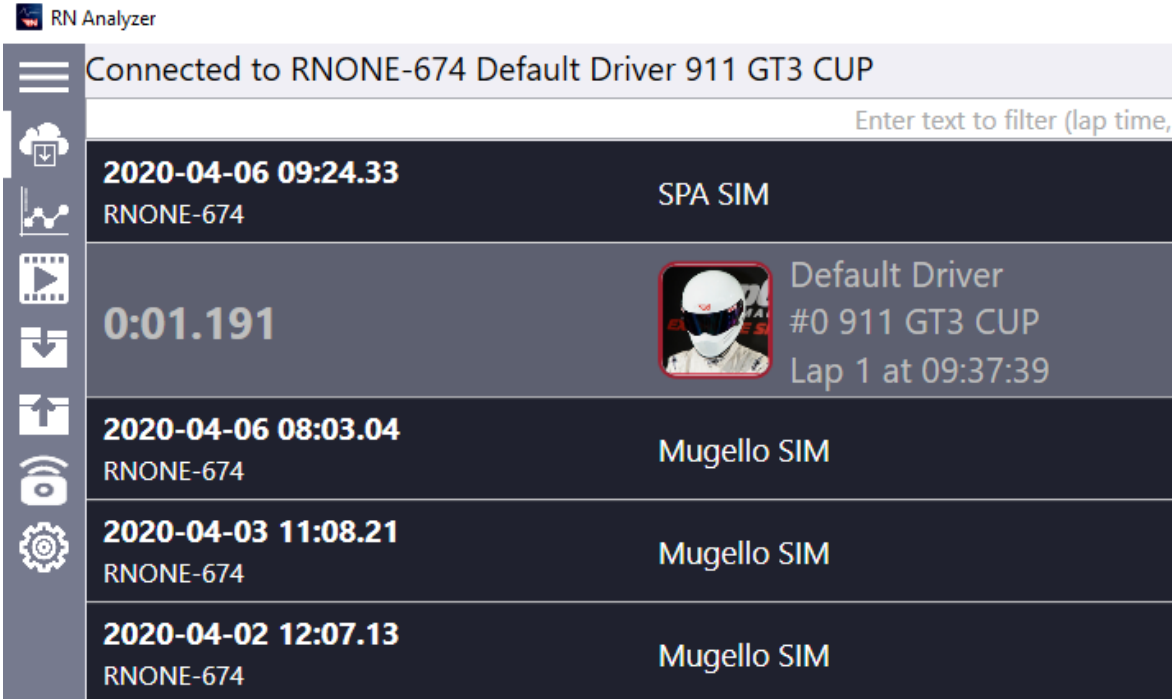 RN Analyzer
Connected to RNONE-674 Default Driver 911 GT3 CUP
Enter text to filter (lap time,
2020-04-06 09:24.33
RNONE-674
SPA SIM
0:01.191
Default Driver
#0 911 GT3 CUP
Lap 1 at 09:37:39
2020-04-06 08:03.04
RNONE-674
Mugello SIM
2020-04-03 11:08.21
RNONE-674
Mugello SIM
2020-04-02 12:07.13
RNONE-674
Mugello SIM